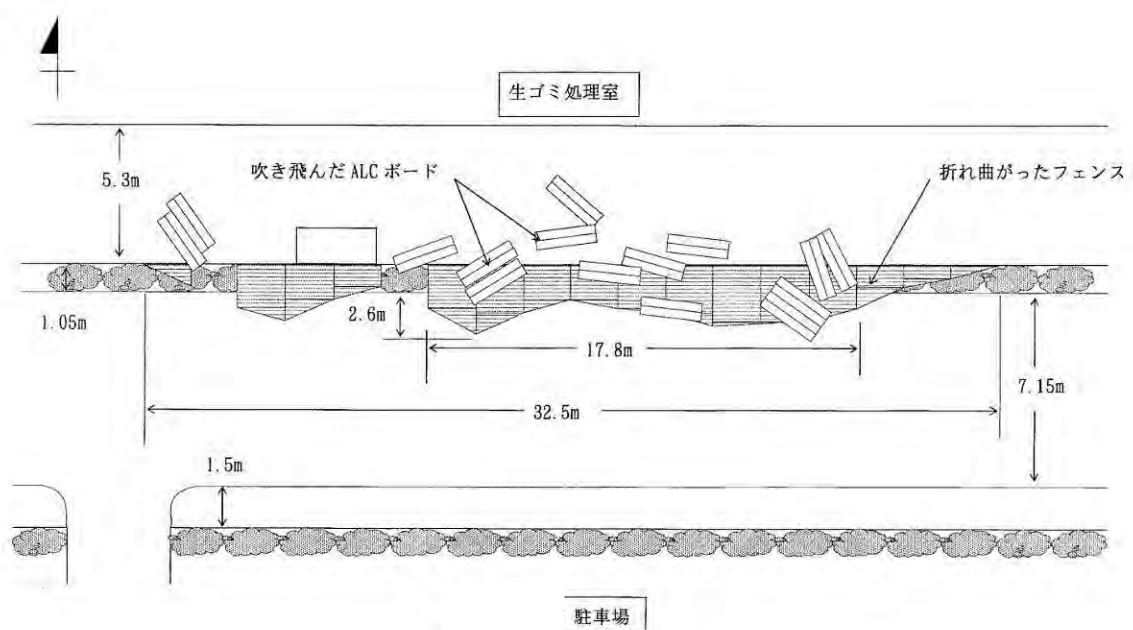 生ゴミ処理室
5.3m
吹き飛んだ ALC ボード
折れ曲がったフェンス
1.05m
2.6m
17.8m
7.15m
32.5m
1.5m
駐車場